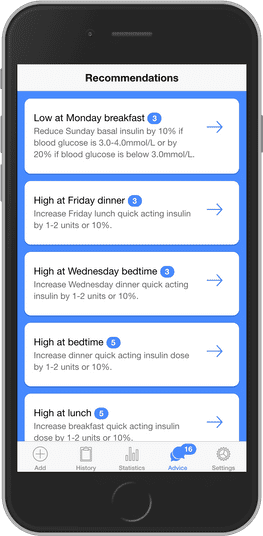 Recommendations
Low at Monday breakfast 3
Reduce Sunday basal insulin by 10% if
blood glucose is 3.0-4.0mmol/L or by
20% if blood glucose is below 3.0mmol/L.
High at Friday dinner 3
Increase Friday lunch quick acting insulin
by 1-2 units or 10%.
High at Wednesday bedtime 3
Increase Wednesday dinner quick acting
insulin by 1-2 units or 10%.
High at bedtime 5
Increase dinner quick acting insulin dose
by 1-2 units or 10%.
High at lunch 5
Increase breakfast quick acting insulin
dose by 1-2 units or 10%.
16
Add History Statistics Advice Settings